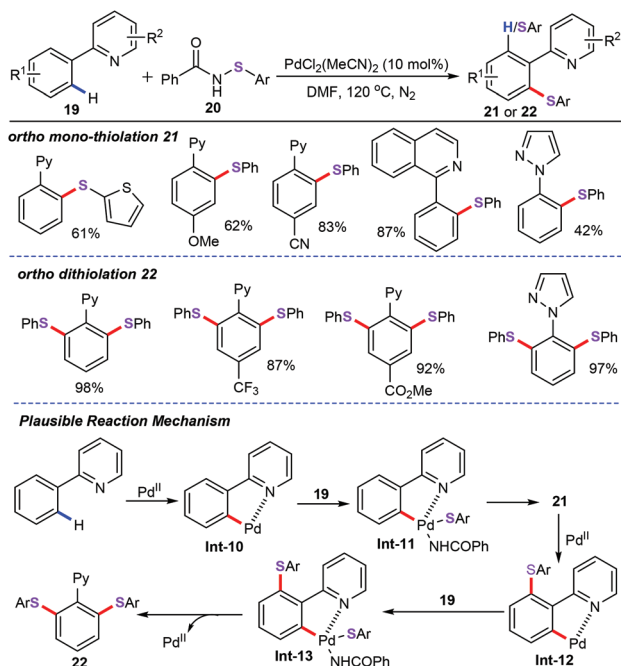 H/SAr
R¹
H
N
R²
19
+
O
Ph
N
H
S
Ar
20
PdCl₂(MeCN)₂ (10 mol%)
DMF, 120 °C, N₂
R¹
N
R²
SAr
21 or 22
ortho mono-thiolation 21
Py
S
S
61%
Py
SPh
OMe
62%
Py
SPh
CN
83%
N
SPh
87%
N
N
SPh
42%
ortho dithiolation 22
PhS
Py
SPh
98%
PhS
Py
SPh
CF₃
87%
PhS
Py
SPh
CO₂Me
92%
N
N
SPh
SPh
97%
Plausible Reaction Mechanism
N
H
Pdᴵᴵ
N
Pd
Int-10
19
N
Pd
SAr
NHCOPh
Int-11
21
Pdᴵᴵ
SAr
N
Pd
Int-12
19
SAr
N
Pd
SAr
NHCOPh
Int-13
Pdᴵᴵ
ArS
Py
SAr
22